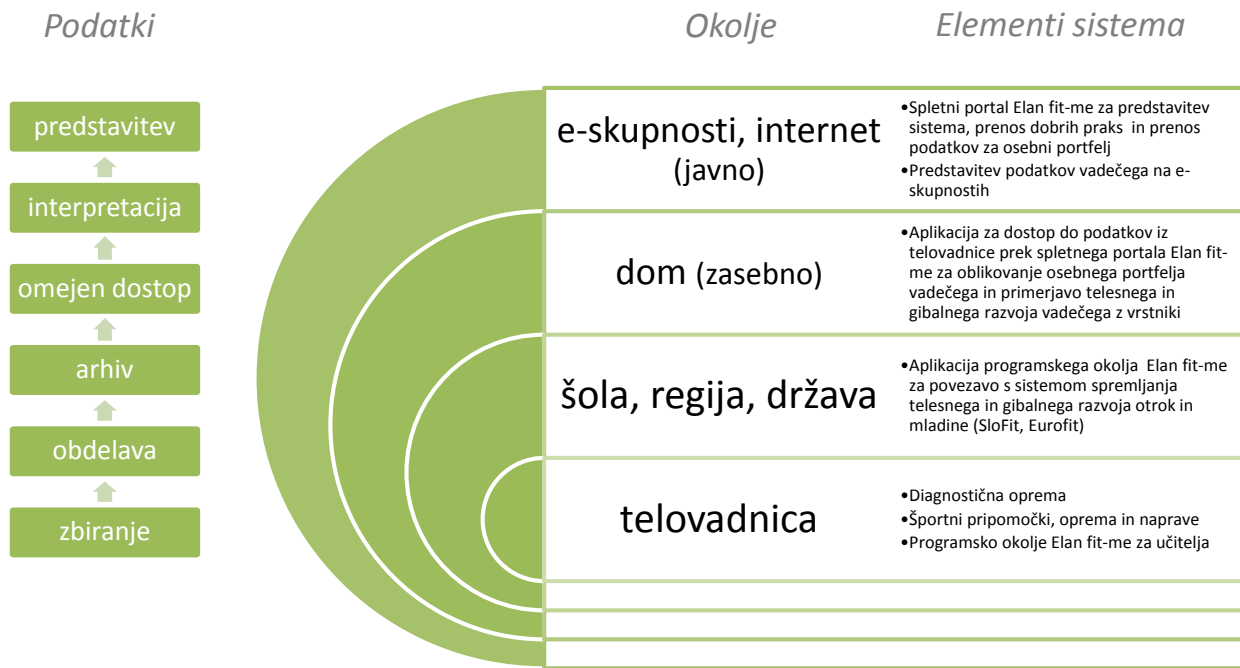 Podatki
Okolje
Elementi sistema
predstavitev
interpretacija
omejen dostop
arhiv
obdelava
zbiranje
e-skupnosti, internet
(javno)
•Spletni portal Elan fit-me za predstavitev
sistema, prenos dobrih praks in prenos
podatkov za osebni portfelj
•Predstavitev podatkov vadečega na e-
skupnostih
dom (zasebno)
•Aplikacija za dostop do podatkov iz
telovadnice prek spletnega portala Elan fit-
me za oblikovanje osebnega portfelja
vadečega in primerjavo telesnega in
gibalnega razvoja vadečega z vrstniki
šola, regija, država
•Aplikacija programskega okolja Elan fit-me
za povezavo s sistemom spremljanja
telesnega in gibalnega razvoja otrok in
mladine (SloFit, Eurofit)
telovadnica
•Diagnostična oprema
•Športni pripomočki, oprema in naprave
•Programsko okolje Elan fit-me za učitelja